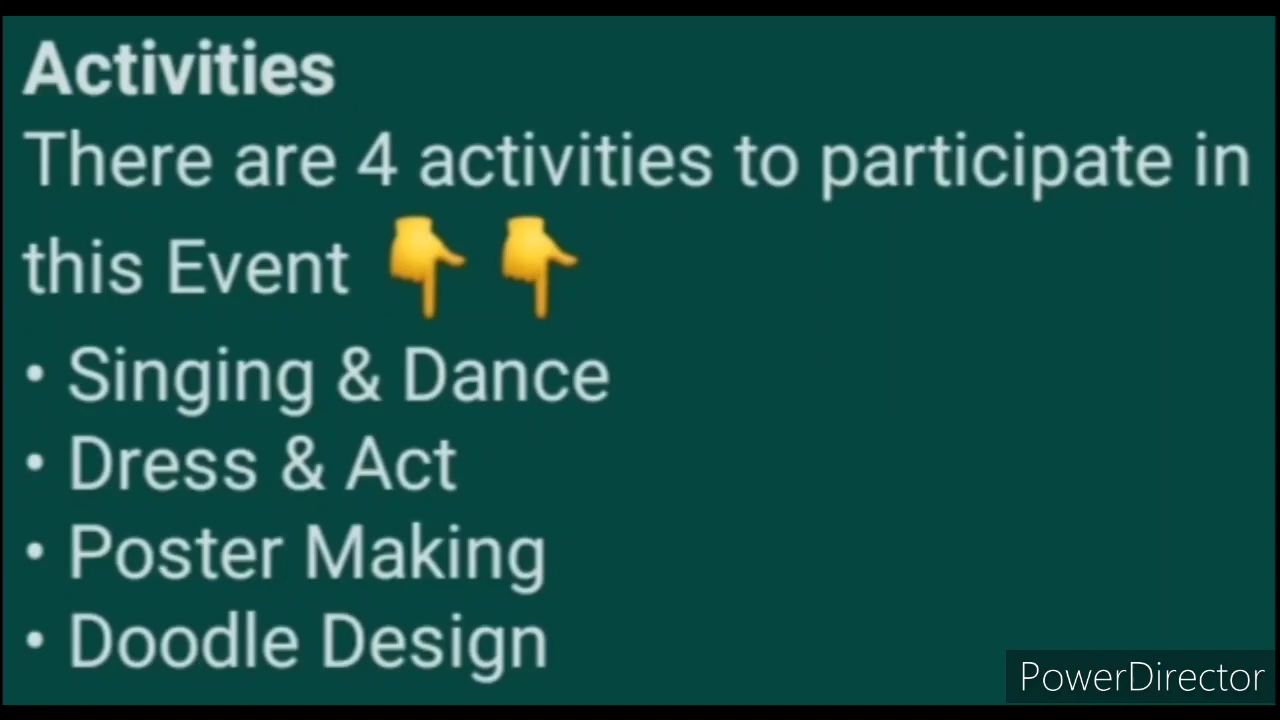 Activities
There are 4 activities to participate in
this Event 👇 👇
• Singing & Dance
• Dress & Act
• Poster Making
• Doodle Design
PowerDirector